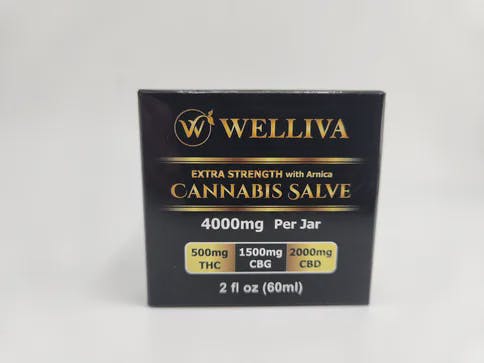 WELLIVA
EXTRA STRENGTH with Arnica
CANNABIS SALVE
4000mg Per Jar
500mg 1500mg 2000mg
THC CBG CBD
2 fl oz (60ml)